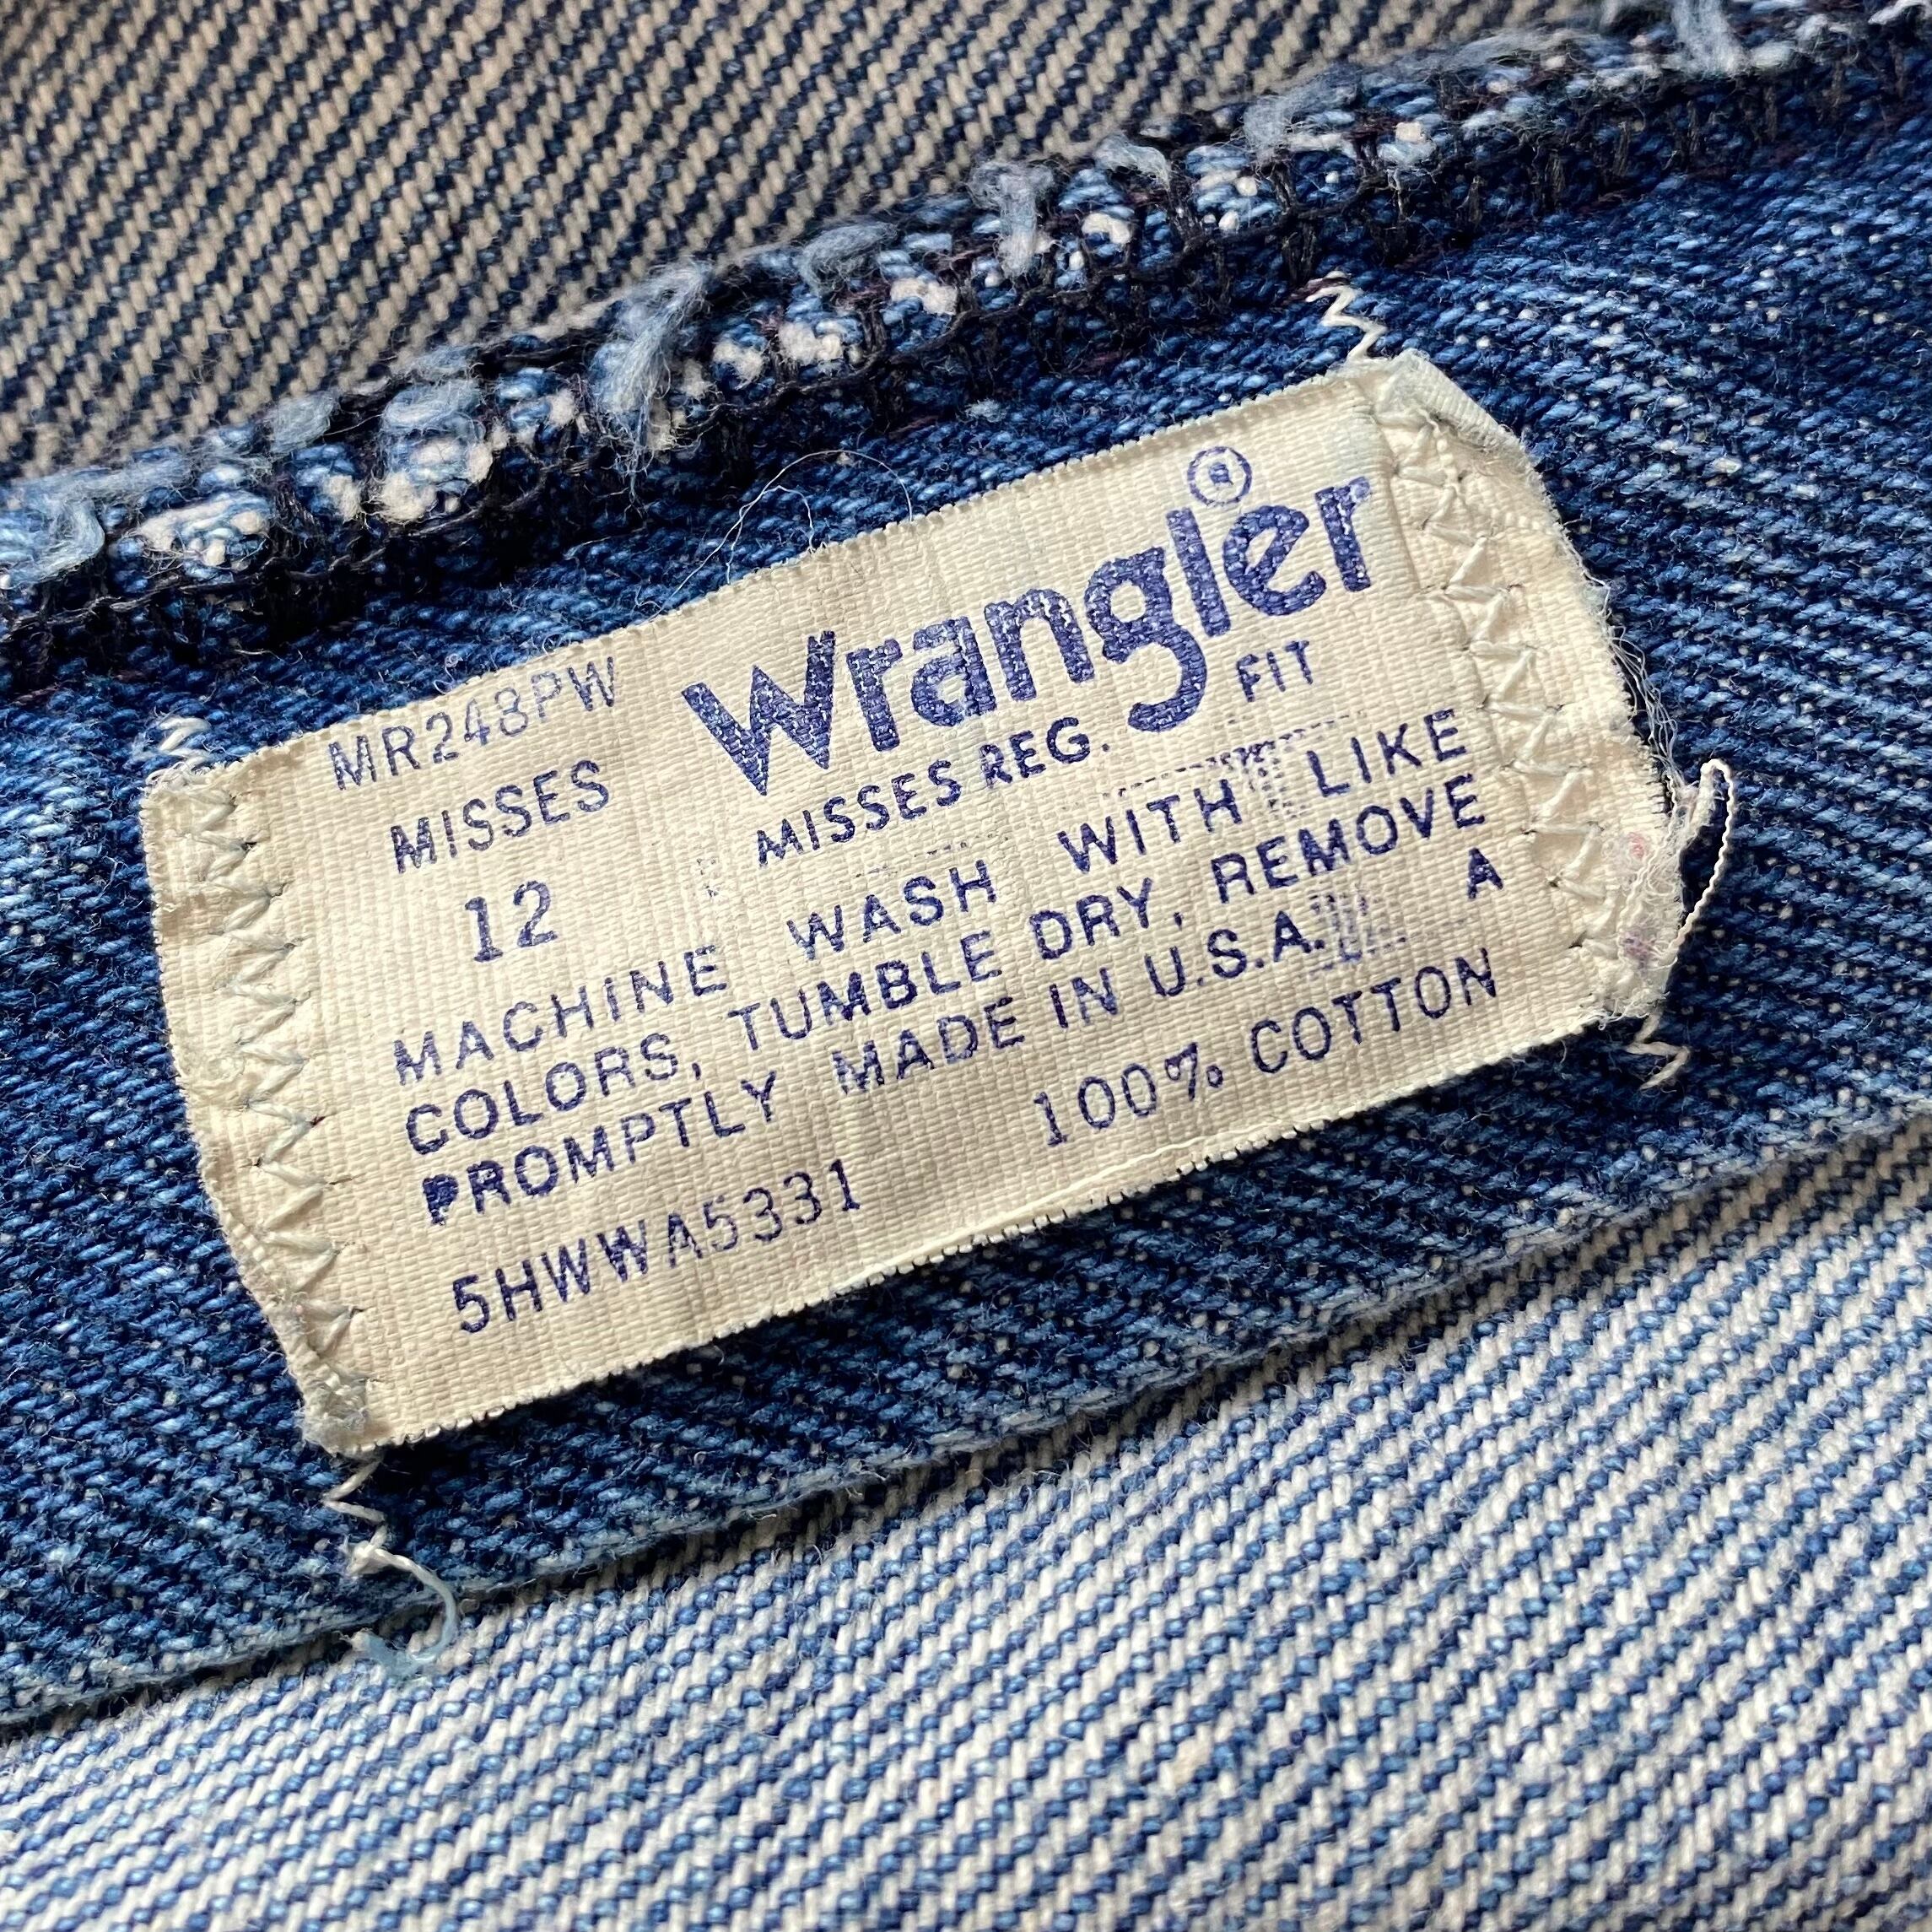 MR248PW
MISSES
12
Wrangler®
MISSES REG. FIT
MACHINE WASH WITH LIKE
COLORS, TUMBLE DRY, REMOVE
PROMPTLY MADE IN U.S.A. A
5HWWA5331 100% COTTON